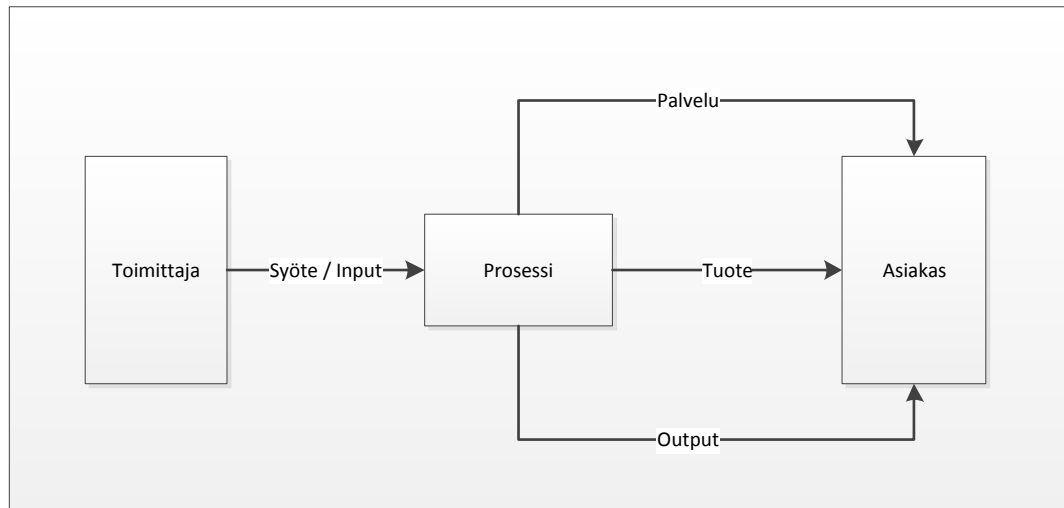 Palvelu
Toimittaja
Syöte / Input
Prosessi
Tuote
Asiakas
Output